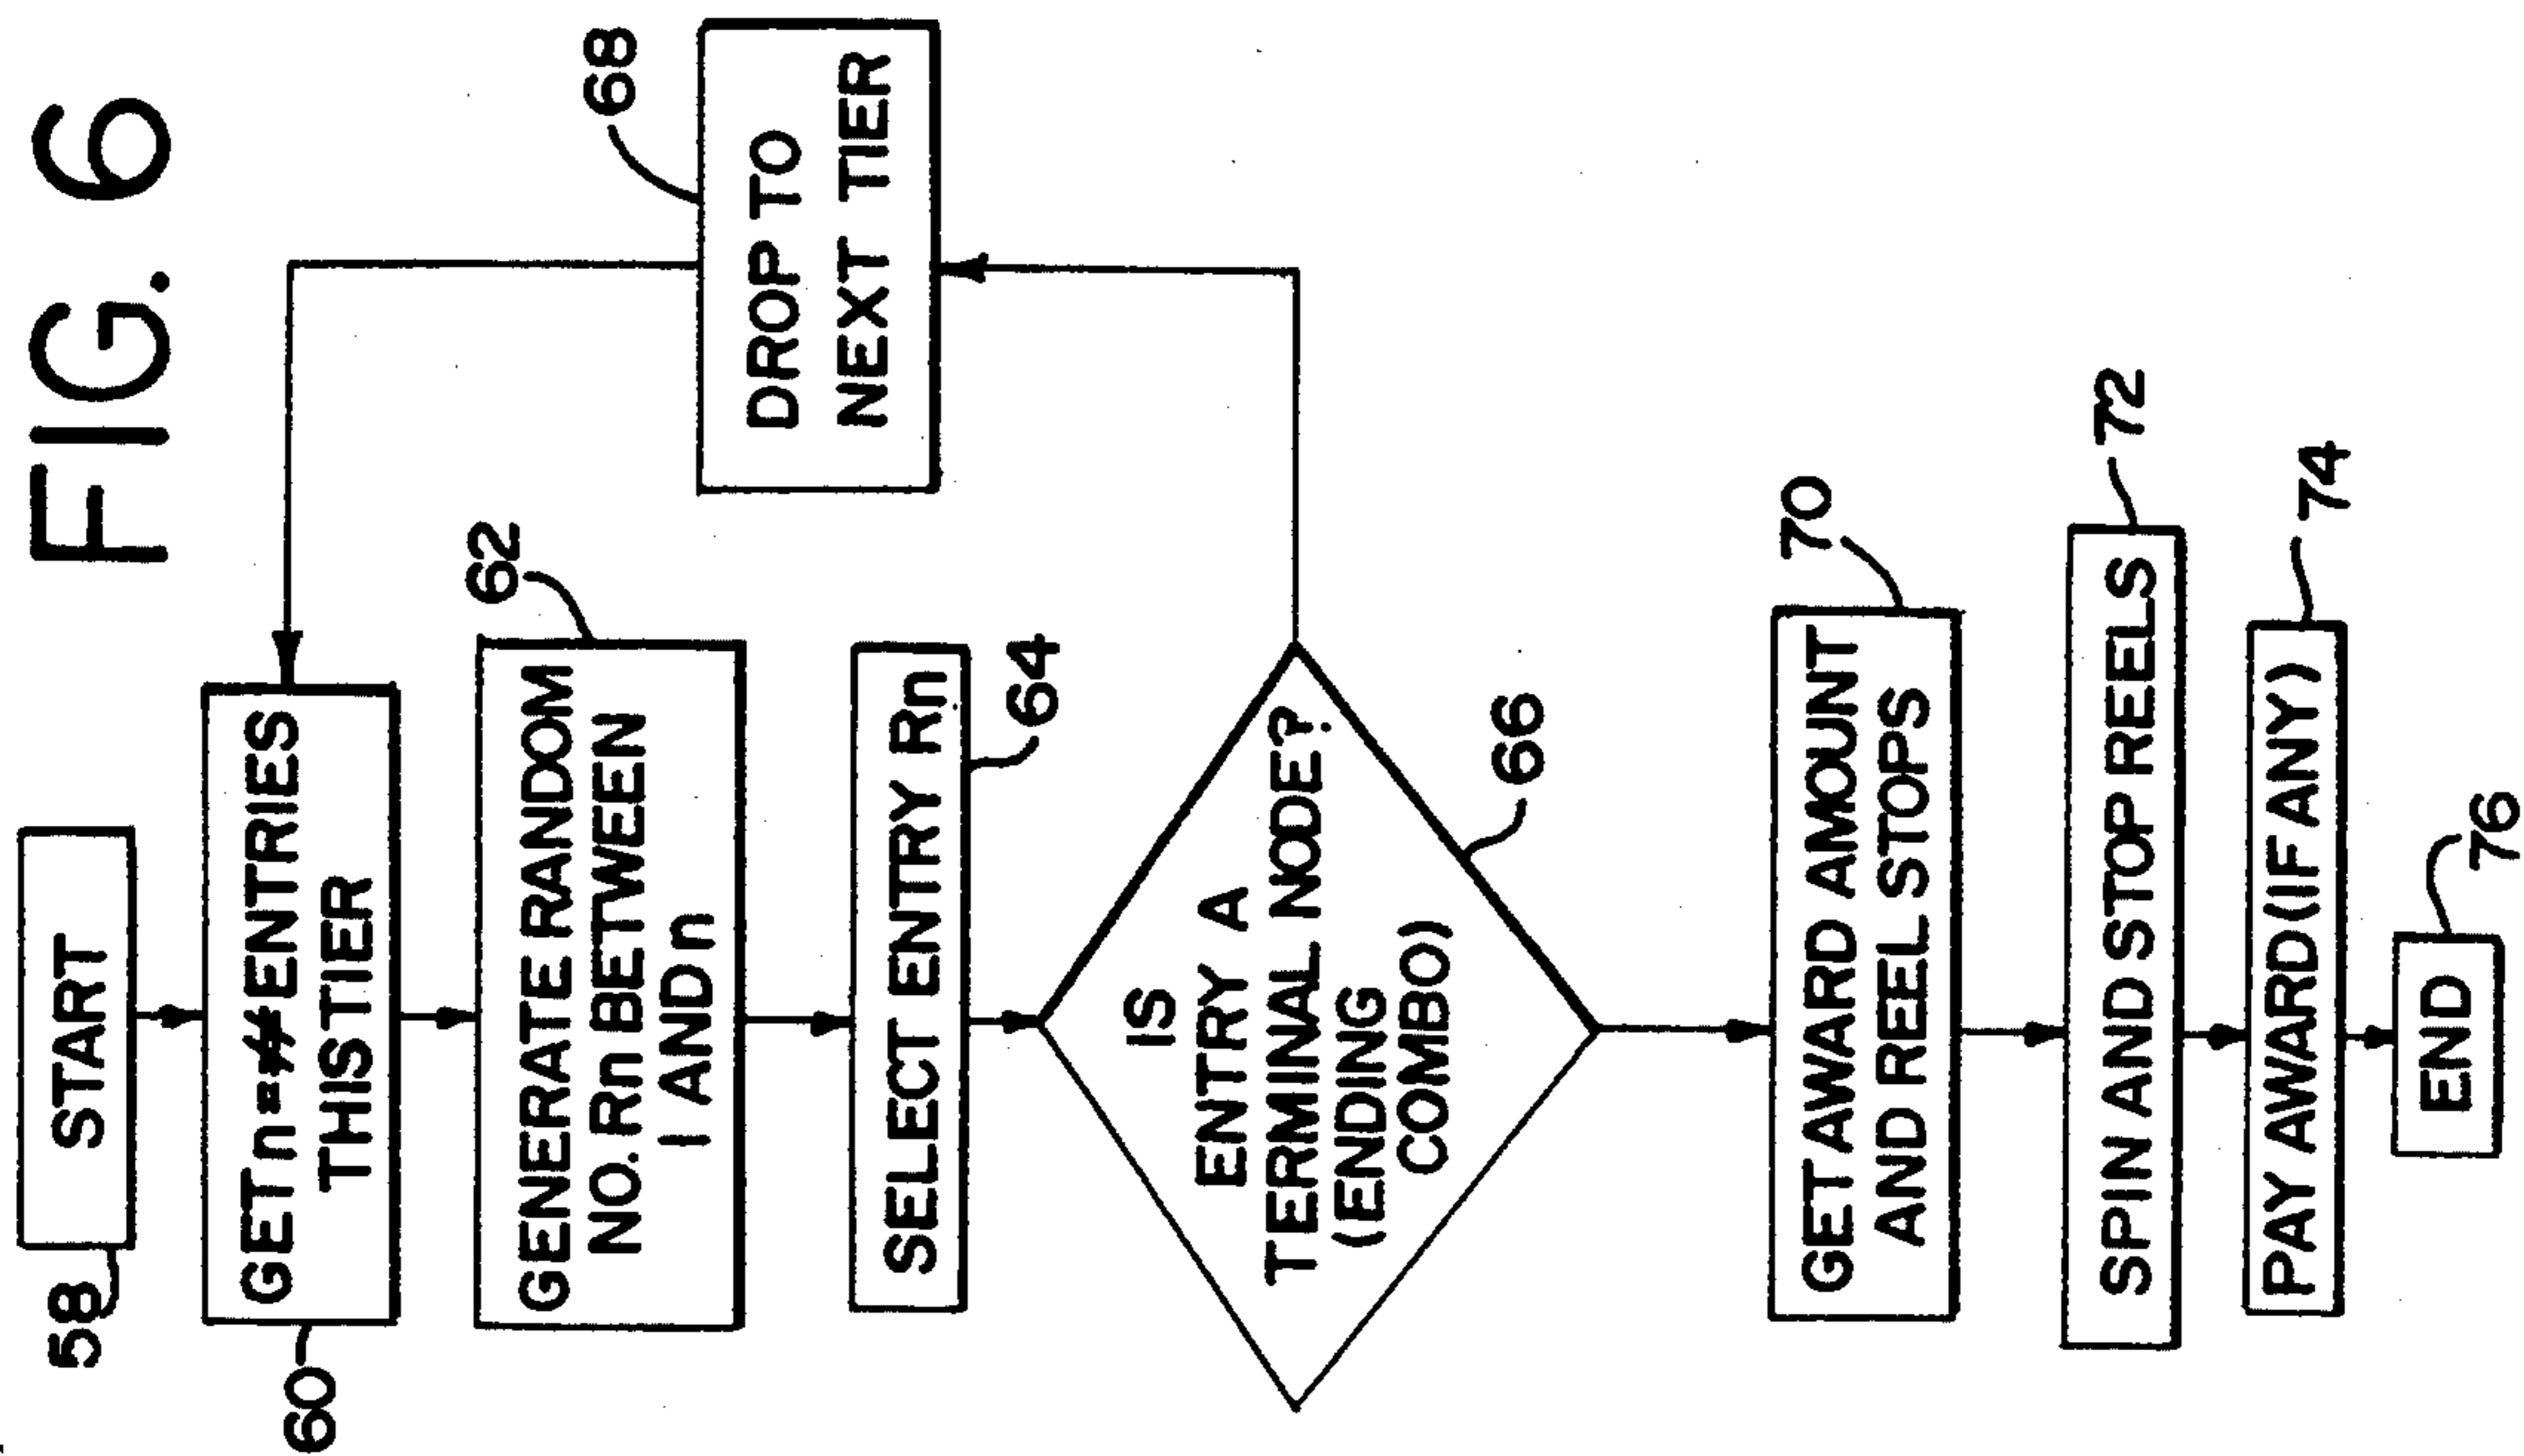 FIG. 6
58
START
60
GET n = # ENTRIES
THIS TIER
62
GENERATE RANDOM
NO. Rn BETWEEN
1 AND n
64
SELECT ENTRY Rn
66
IS
ENTRY A
TERMINAL NODE?
(ENDING
COMBO)
68
DROP TO
NEXT TIER
70
GET AWARD AMOUNT
AND REEL STOPS
72
SPIN AND STOP REELS
74
PAY AWARD (IF ANY)
76
END